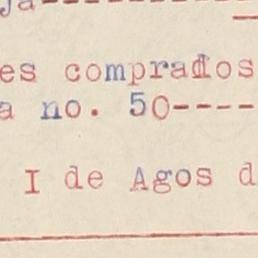 ja----------
es comprados
a no. 50----
I de Agos d